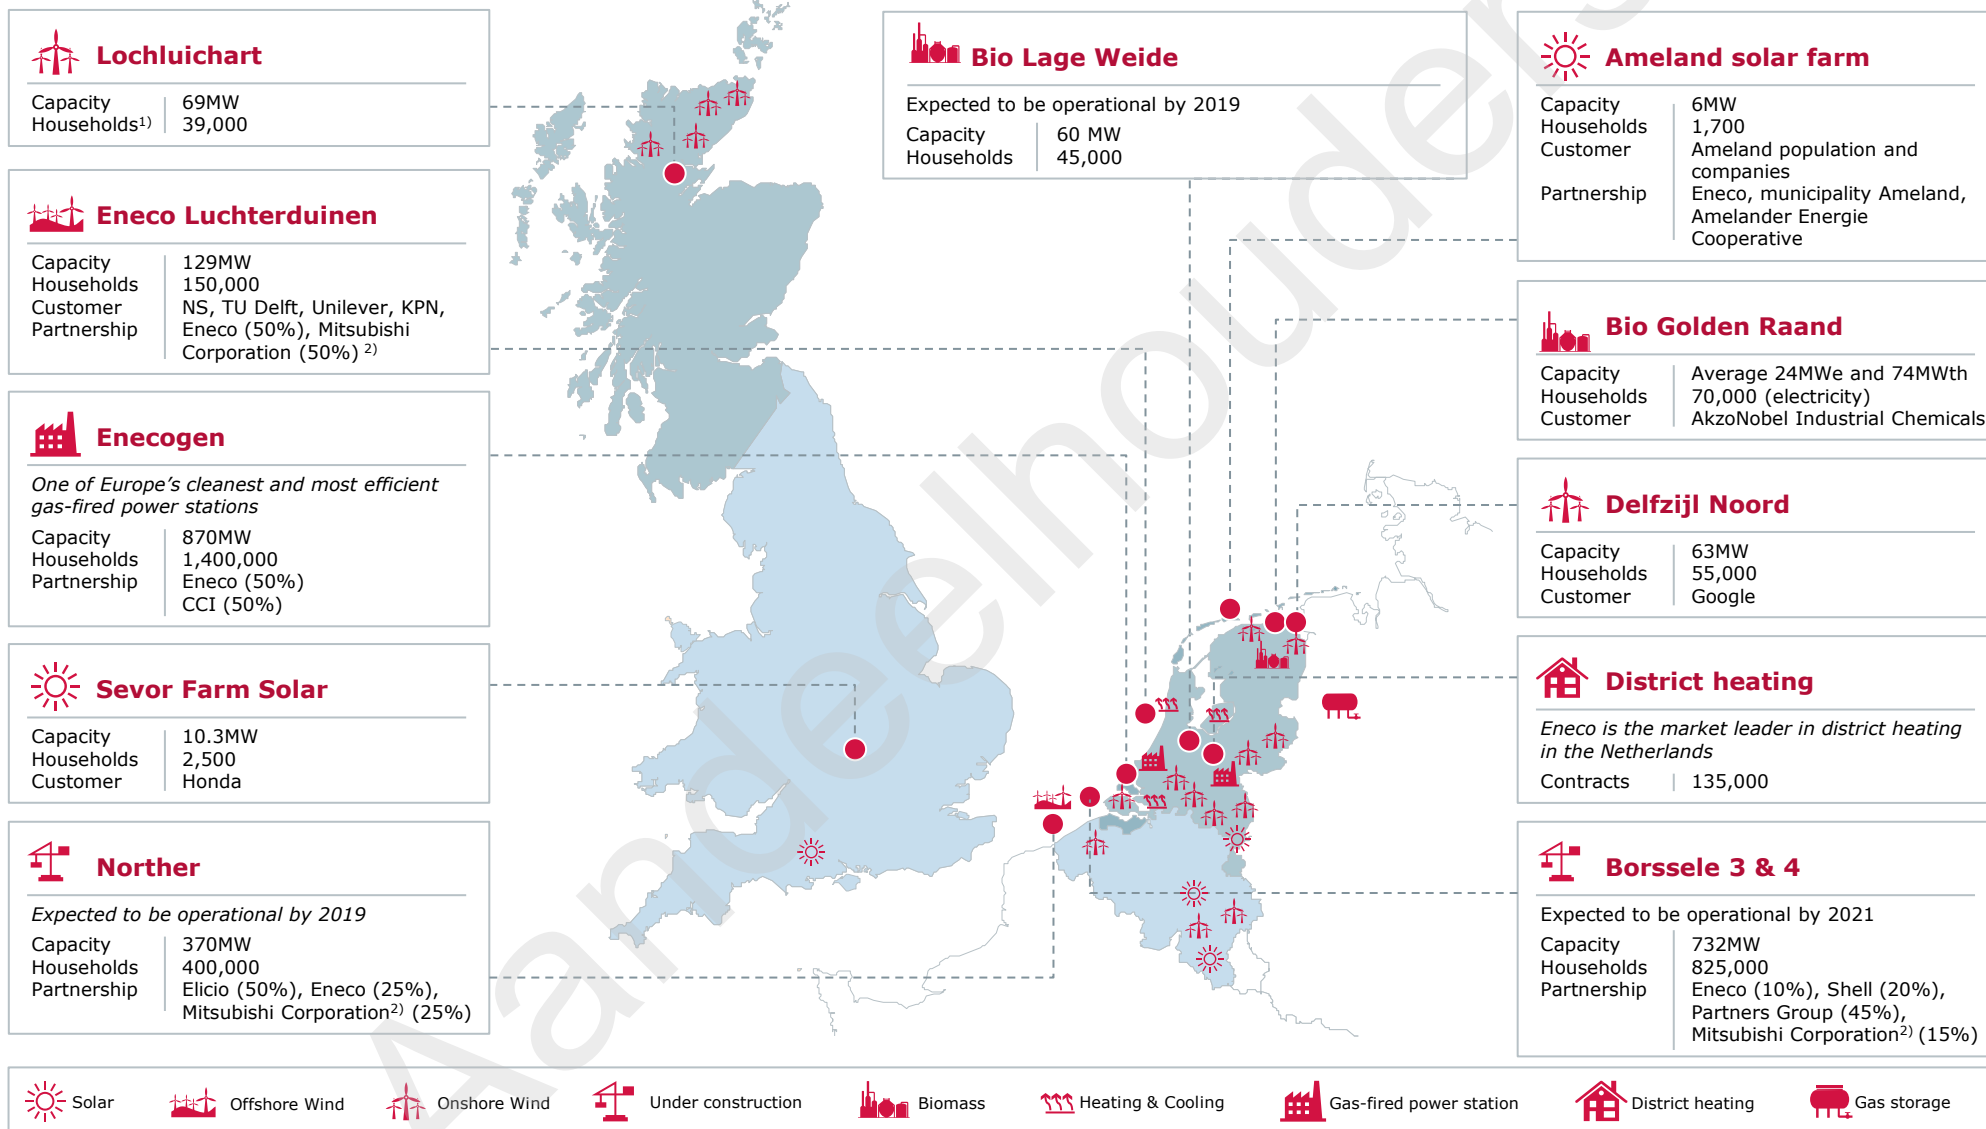 Lochluichart
Capacity 69MW
Households1) 39,000
Eneco Luchterduinen
Capacity 129MW
Households 150,000
Customer NS, TU Delft, Unilever, KPN,
Partnership Eneco (50%), Mitsubishi
Corporation (50%) 2)
Enecogen
One of Europe’s cleanest and most efficient
gas-fired power stations
Capacity 870MW
Households 1,400,000
Partnership Eneco (50%)
CCI (50%)
Sevor Farm Solar
Capacity 10.3MW
Households 2,500
Customer Honda
Norther
Expected to be operational by 2019
Capacity 370MW
Households 400,000
Partnership Elicio (50%), Eneco (25%),
Mitsubishi Corporation2) (25%)
Bio Lage Weide
Expected to be operational by 2019
Capacity 60 MW
Households 45,000
Ameland solar farm
Capacity 6MW
Households 1,700
Customer Ameland population and
companies
Partnership Eneco, municipality Ameland,
Amelander Energie
Cooperative
Bio Golden Raand
Capacity Average 24MWe and 74MWth
Households 70,000 (electricity)
Customer AkzoNobel Industrial Chemicals
Delfzijl Noord
Capacity 63MW
Households 55,000
Customer Google
District heating
Eneco is the market leader in district heating
in the Netherlands
Contracts 135,000
Borssele 3 & 4
Expected to be operational by 2021
Capacity 732MW
Households 825,000
Partnership Eneco (10%), Shell (20%),
Partners Group (45%),
Mitsubishi Corporation2) (15%)
Solar Offshore Wind Onshore Wind Under construction Biomass Heating & Cooling Gas-fired power station District heating Gas storage
Aandeelhouders